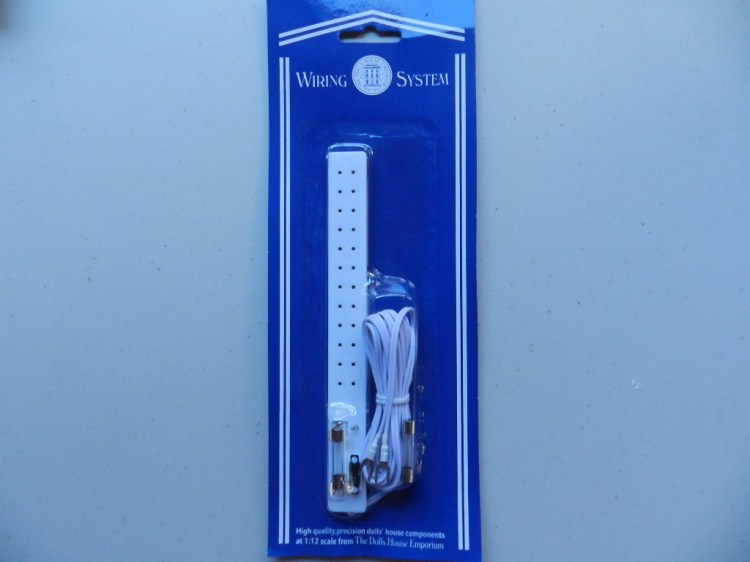 WIRING SYSTEM
High quality, precision dolls' house components
at 1:12 scale from The Dolls House Emporium